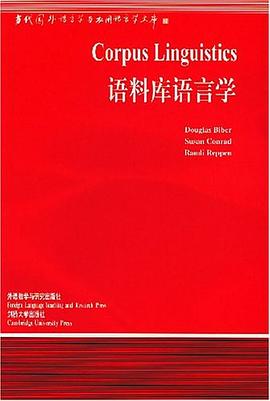 当代国外语言学与应用语言学文库
Corpus Linguistics
语料库语言学
Douglas Biber
Susan Conrad
Randi Reppen
外语教学与研究出版社
Foreign Language Teaching and Research Press
剑桥大学出版社
Cambridge University Press